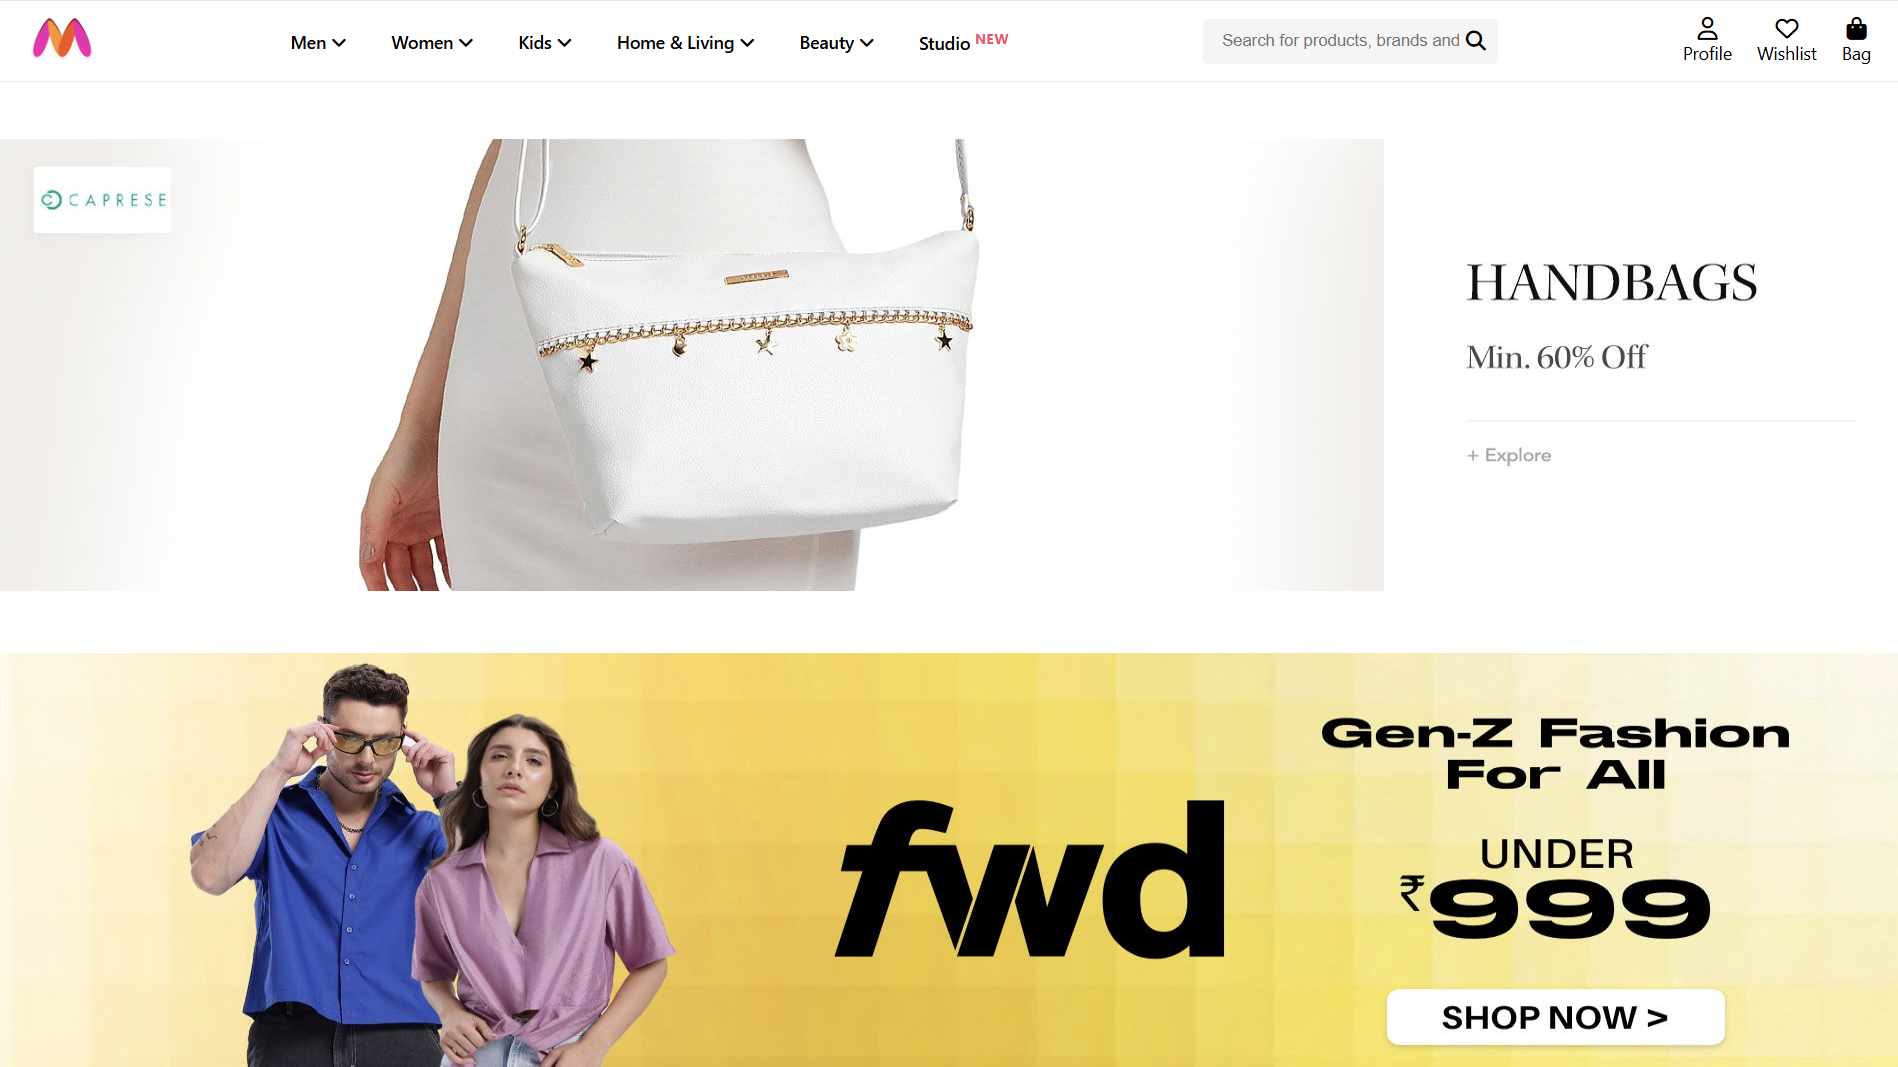 Men
Women
Kids
Home & Living
Beauty
Studio NEW
Search for products, brands and
Profile
Wishlist
Bag
CAPRESE
HANDBAGS
Min. 60% Off
+ Explore
Gen-Z Fashion
For All
fwd
UNDER
₹999
SHOP NOW >